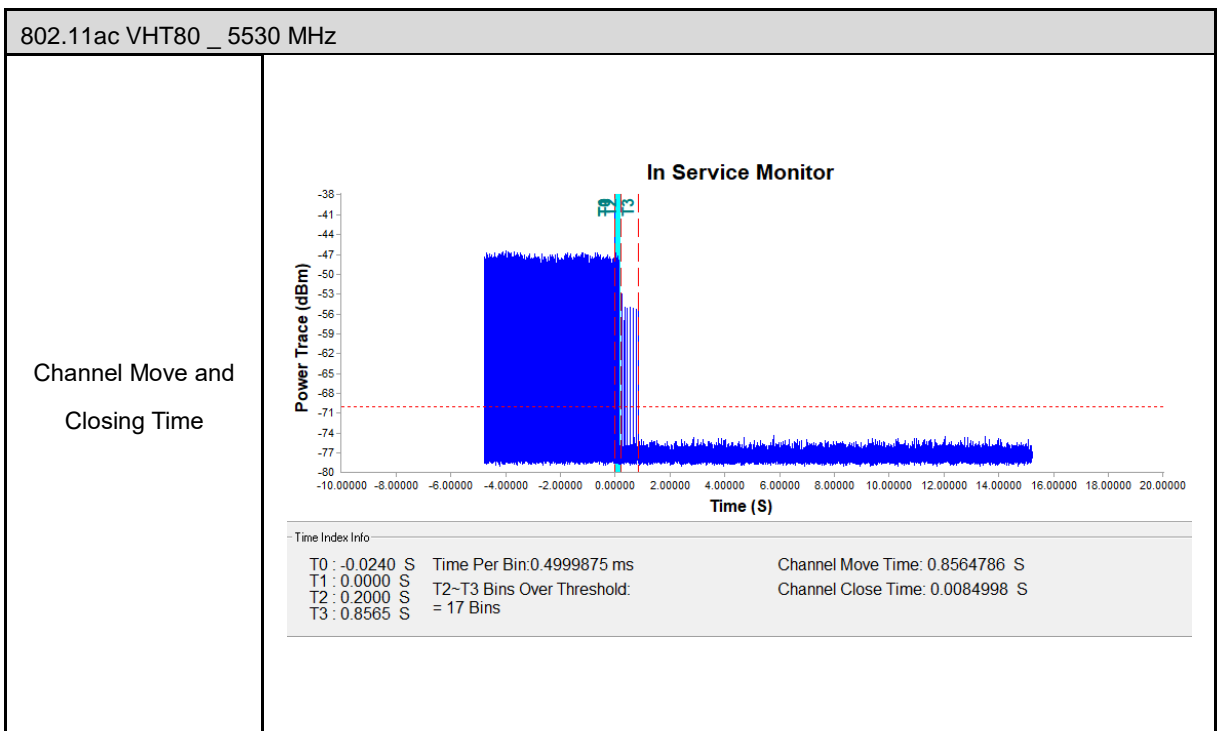 802.11ac VHT80 _ 5530 MHz
Channel Move and
Closing Time
In Service Monitor
T0
T2
T3
Power Trace (dBm)
-38
-41
-44
-47
-50
-53
-56
-59
-62
-65
-68
-71
-74
-77
-80
-10.00000 -8.00000 -6.00000 -4.00000 -2.00000 0.00000 2.00000 4.00000 6.00000 8.00000 10.00000 12.00000 14.00000 16.00000 18.00000 20.00000
Time (S)
Time Index Info
T0 : -0.0240 S
T1 : 0.0000 S
T2 : 0.2000 S
T3 : 0.8565 S
Time Per Bin:0.4999875 ms
T2~T3 Bins Over Threshold:
= 17 Bins
Channel Move Time: 0.8564786 S
Channel Close Time: 0.0084998 S